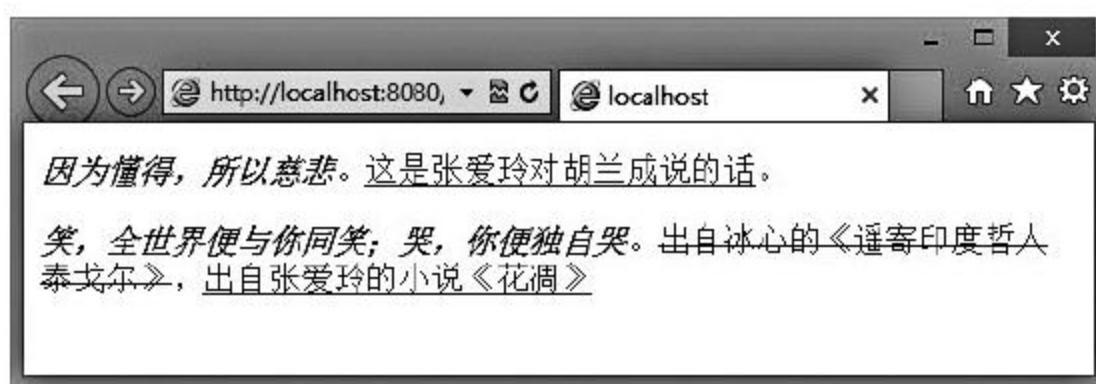 http://localhost:8080,
localhost
因为懂得，所以慈悲。这是张爱玲对胡兰成说的话。
笑，全世界便与你同笑；哭，你便独自哭。出自冰心的《遥寄印度哲人
泰戈尔》，出自张爱玲的小说《花凋》